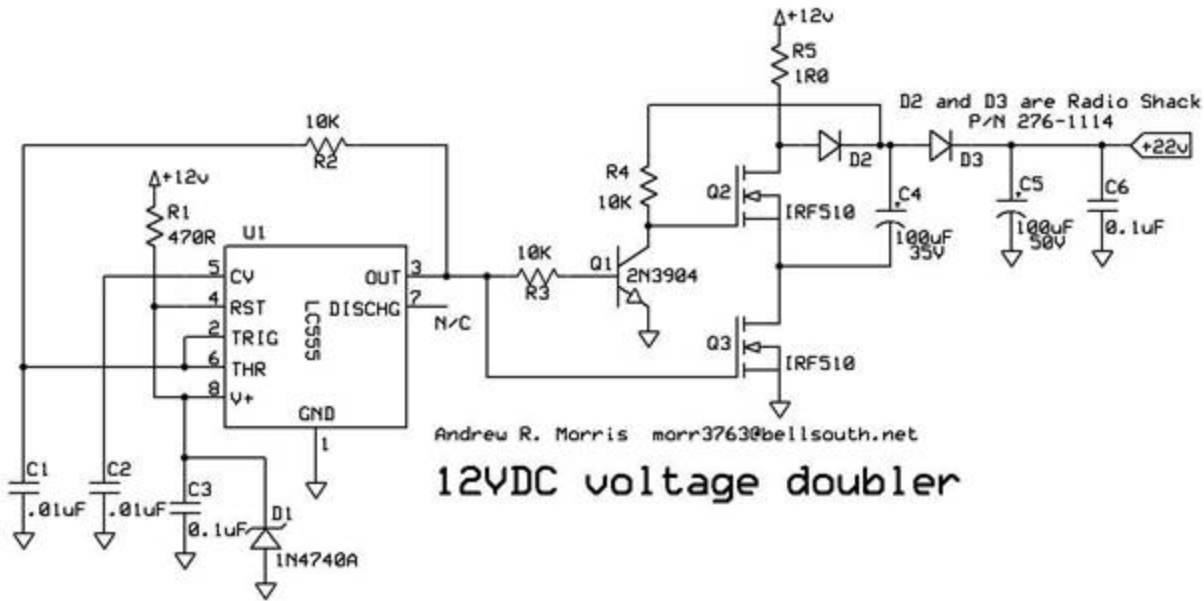 +12v
R5
1R0
D2 and D3 are Radio Shack
P/N 276-1114
10K
R2
D2
D3
+22v
+12v
R1
470R
R4
10K
Q2
IRF510
C4
100uF
35V
C5
100uF
50V
C6
0.1uF
U1
LC555
5
CV
4
RST
2
TRIG
6
THR
8
V+
OUT
3
DISCHG
7
N/C
GND
1
10K
R3
Q1
2N3904
Q3
IRF510
Andrew R. Morris morr3763@bellsouth.net
12VDC voltage doubler
C1
.01uF
C2
.01uF
C3
0.1uF
D1
1N4740A